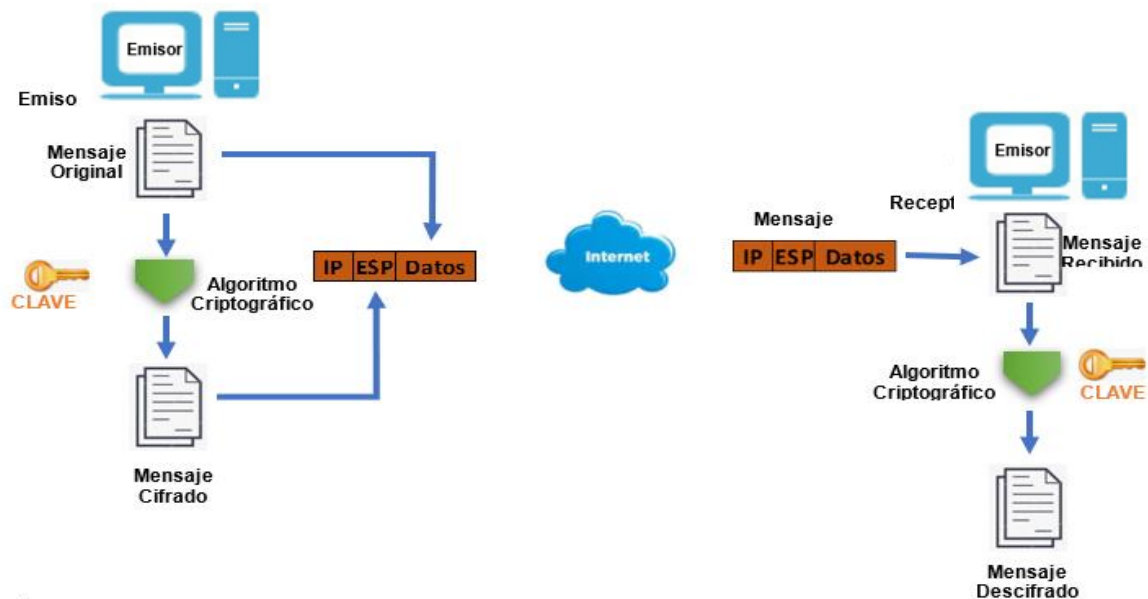 Emisor
Emiso
Mensaje
Original
CLAVE
Algoritmo
Criptográfico
Mensaje
Cifrado
IP ESP Datos
Internet
Mensaje
IP ESP Datos
Emisor
Recept
Mensaje
Recibido
Algoritmo
Criptográfico
CLAVE
Mensaje
Descifrado